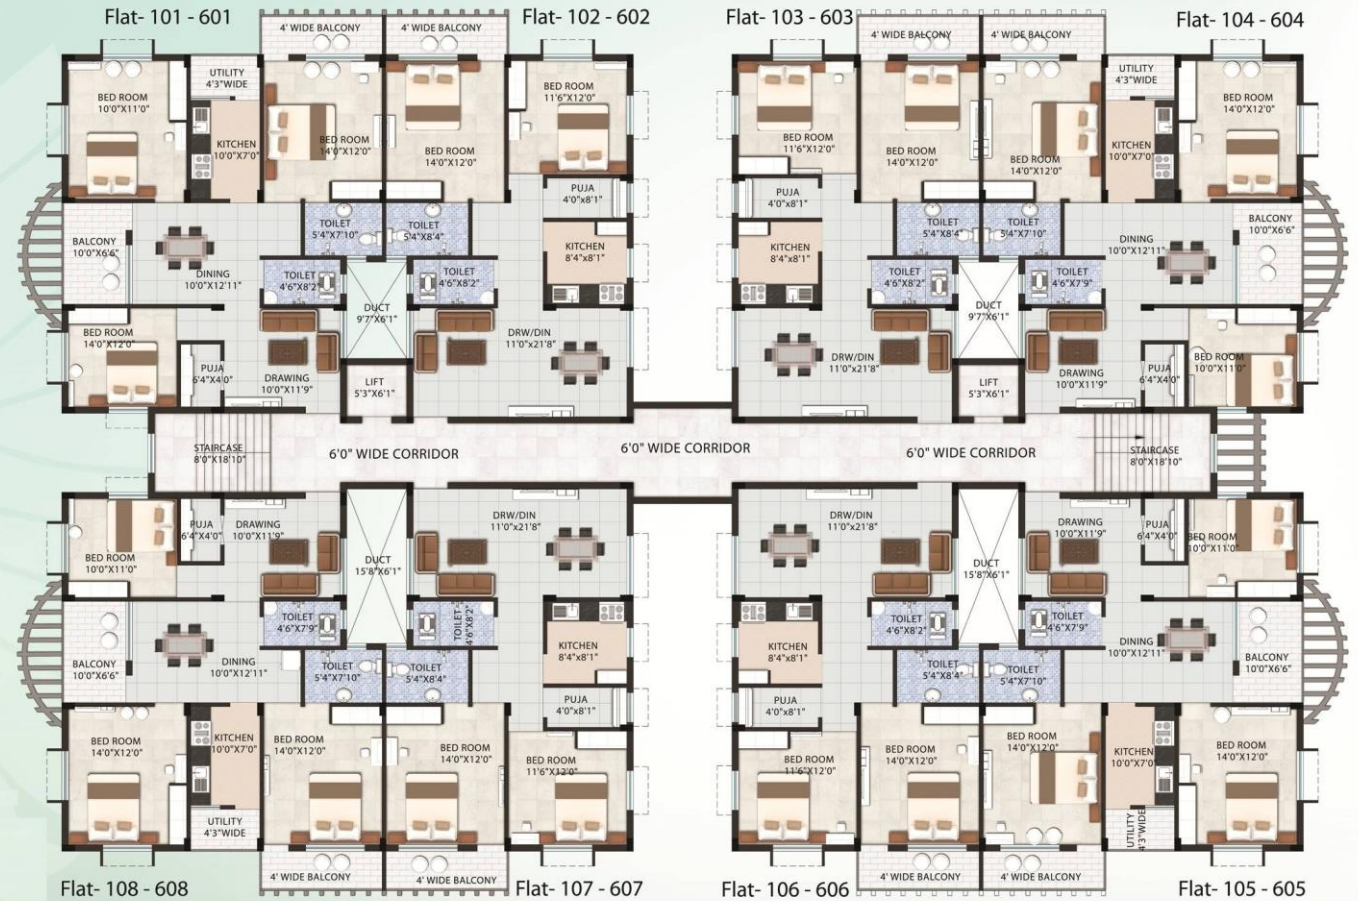 Flat- 101 - 601
Flat- 102 - 602
Flat- 103 - 603
Flat- 104 - 604
4' WIDE BALCONY
4' WIDE BALCONY
4' WIDE BALCONY
4' WIDE BALCONY
BED ROOM
10'0"X11'0"
UTILITY
4'3"WIDE
KITCHEN
10'0"X7'0"
BED ROOM
14'0"X12'0"
BED ROOM
14'0"X12'0"
BED ROOM
11'6"X12'0"
BED ROOM
11'6"X12'0"
BED ROOM
14'0"X12'0"
BED ROOM
14'0"X12'0"
UTILITY
4'3"WIDE
KITCHEN
10'0"X7'0"
BED ROOM
14'0"X12'0"
PUJA
4'0"x8'1"
PUJA
4'0"x8'1"
BALCONY
10'0"X6'6"
DINING
10'0"X12'11"
TOILET
5'4"X7'10"
TOILET
5'4"X8'4"
KITCHEN
8'4"x8'1"
KITCHEN
8'4"x8'1"
TOILET
5'4"X8'4"
TOILET
5'4"X7'10"
DINING
10'0"X12'11"
BALCONY
10'0"X6'6"
TOILET
4'6"X8'2"
TOILET
4'6"X8'2"
TOILET
4'6"X8'2"
TOILET
4'6"X7'9"
DUCT
9'7"X6'1"
DUCT
9'7"X6'1"
BED ROOM
14'0"X12'0"
PUJA
6'4"X4'0"
DRAWING
10'0"X11'9"
LIFT
5'3"X6'1"
DRW/DIN
11'0"x21'8"
DRW/DIN
11'0"x21'8"
LIFT
5'3"X6'1"
DRAWING
10'0"X11'9"
PUJA
6'4"X4'0"
BED ROOM
10'0"X11'0"
STAIRCASE
8'0"X18'10"
6'0" WIDE CORRIDOR
6'0" WIDE CORRIDOR
6'0" WIDE CORRIDOR
STAIRCASE
8'0"X18'10"
BED ROOM
10'0"X11'0"
PUJA
6'4"X4'0"
DRAWING
10'0"X11'9"
DUCT
15'8"X6'1"
DRW/DIN
11'0"x21'8"
DRW/DIN
11'0"x21'8"
DUCT
15'8"X6'1"
DRAWING
10'0"X11'9"
PUJA
6'4"X4'0"
BED ROOM
10'0"X11'0"
TOILET
4'6"X7'9"
TOILET
4'6"X8'2"
TOILET
4'6"X8'2"
TOILET
4'6"X7'9"
BALCONY
10'0"X6'6"
DINING
10'0"X12'11"
TOILET
5'4"X7'10"
TOILET
5'4"X8'4"
KITCHEN
8'4"x8'1"
KITCHEN
8'4"x8'1"
TOILET
5'4"X8'4"
TOILET
5'4"X7'10"
DINING
10'0"X12'11"
BALCONY
10'0"X6'6"
PUJA
4'0"x8'1"
PUJA
4'0"x8'1"
BED ROOM
14'0"X12'0"
KITCHEN
10'0"X7'0"
BED ROOM
14'0"X12'0"
BED ROOM
14'0"X12'0"
BED ROOM
11'6"X12'0"
BED ROOM
11'6"X12'0"
BED ROOM
14'0"X12'0"
BED ROOM
14'0"X12'0"
KITCHEN
10'0"X7'0"
BED ROOM
14'0"X12'0"
UTILITY
4'3"WIDE
UTILITY
4'3"WIDE
4' WIDE BALCONY
4' WIDE BALCONY
4' WIDE BALCONY
4' WIDE BALCONY
Flat- 108 - 608
Flat- 107 - 607
Flat- 106 - 606
Flat- 105 - 605